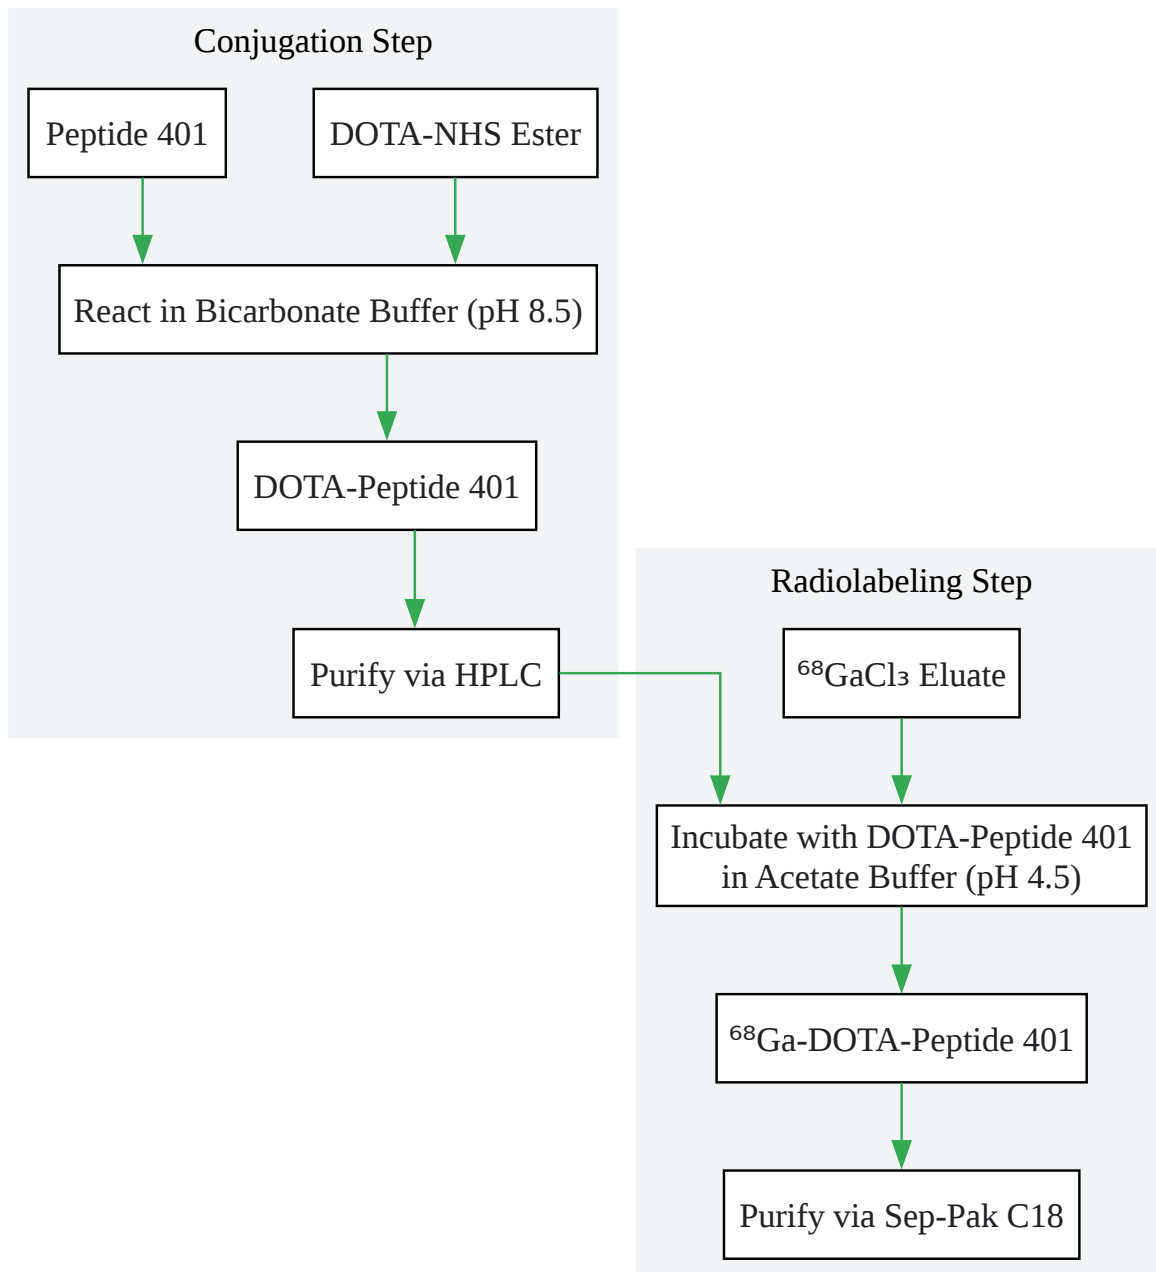 Conjugation Step
Peptide 401
DOTA-NHS Ester
React in Bicarbonate Buffer (pH 8.5)
DOTA-Peptide 401
Purify via HPLC
Radiolabeling Step
⁶⁸GaCl₃ Eluate
Incubate with DOTA-Peptide 401
in Acetate Buffer (pH 4.5)
⁶⁸Ga-DOTA-Peptide 401
Purify via Sep-Pak C18